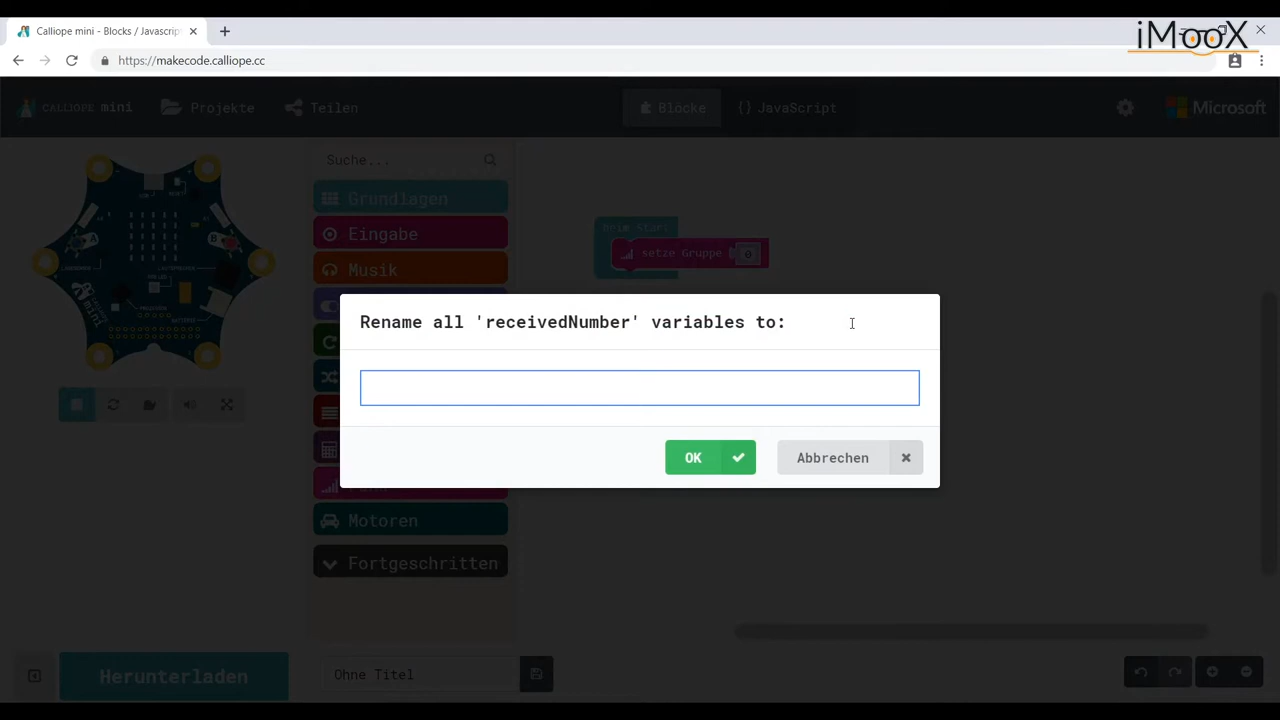 Calliope mini - Blocks / Javascrip
iMooX
https://makecode.calliope.cc
CALLIOPE mini
Projekte
Teilen
Blöcke
{} JavaScript
Microsoft
Suche...
Grundlagen
Eingabe
Musik
beim Start
setze Gruppe 0
Rename all 'receivedNumber' variables to:
OK
Abbrechen
Motoren
Fortgeschritten
Herunterladen
Ohne Titel